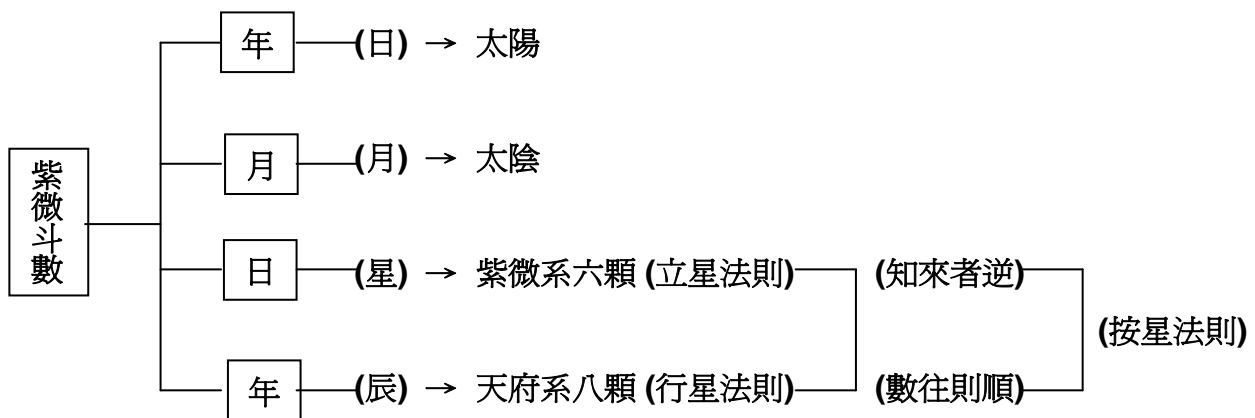 紫微斗數
年 (日) → 太陽
月 (月) → 太陰
日 (星) → 紫微系六顆 (立星法則) (知來者逆)
(按星法則)
年 (辰) → 天府系八顆 (行星法則) (數往則順)